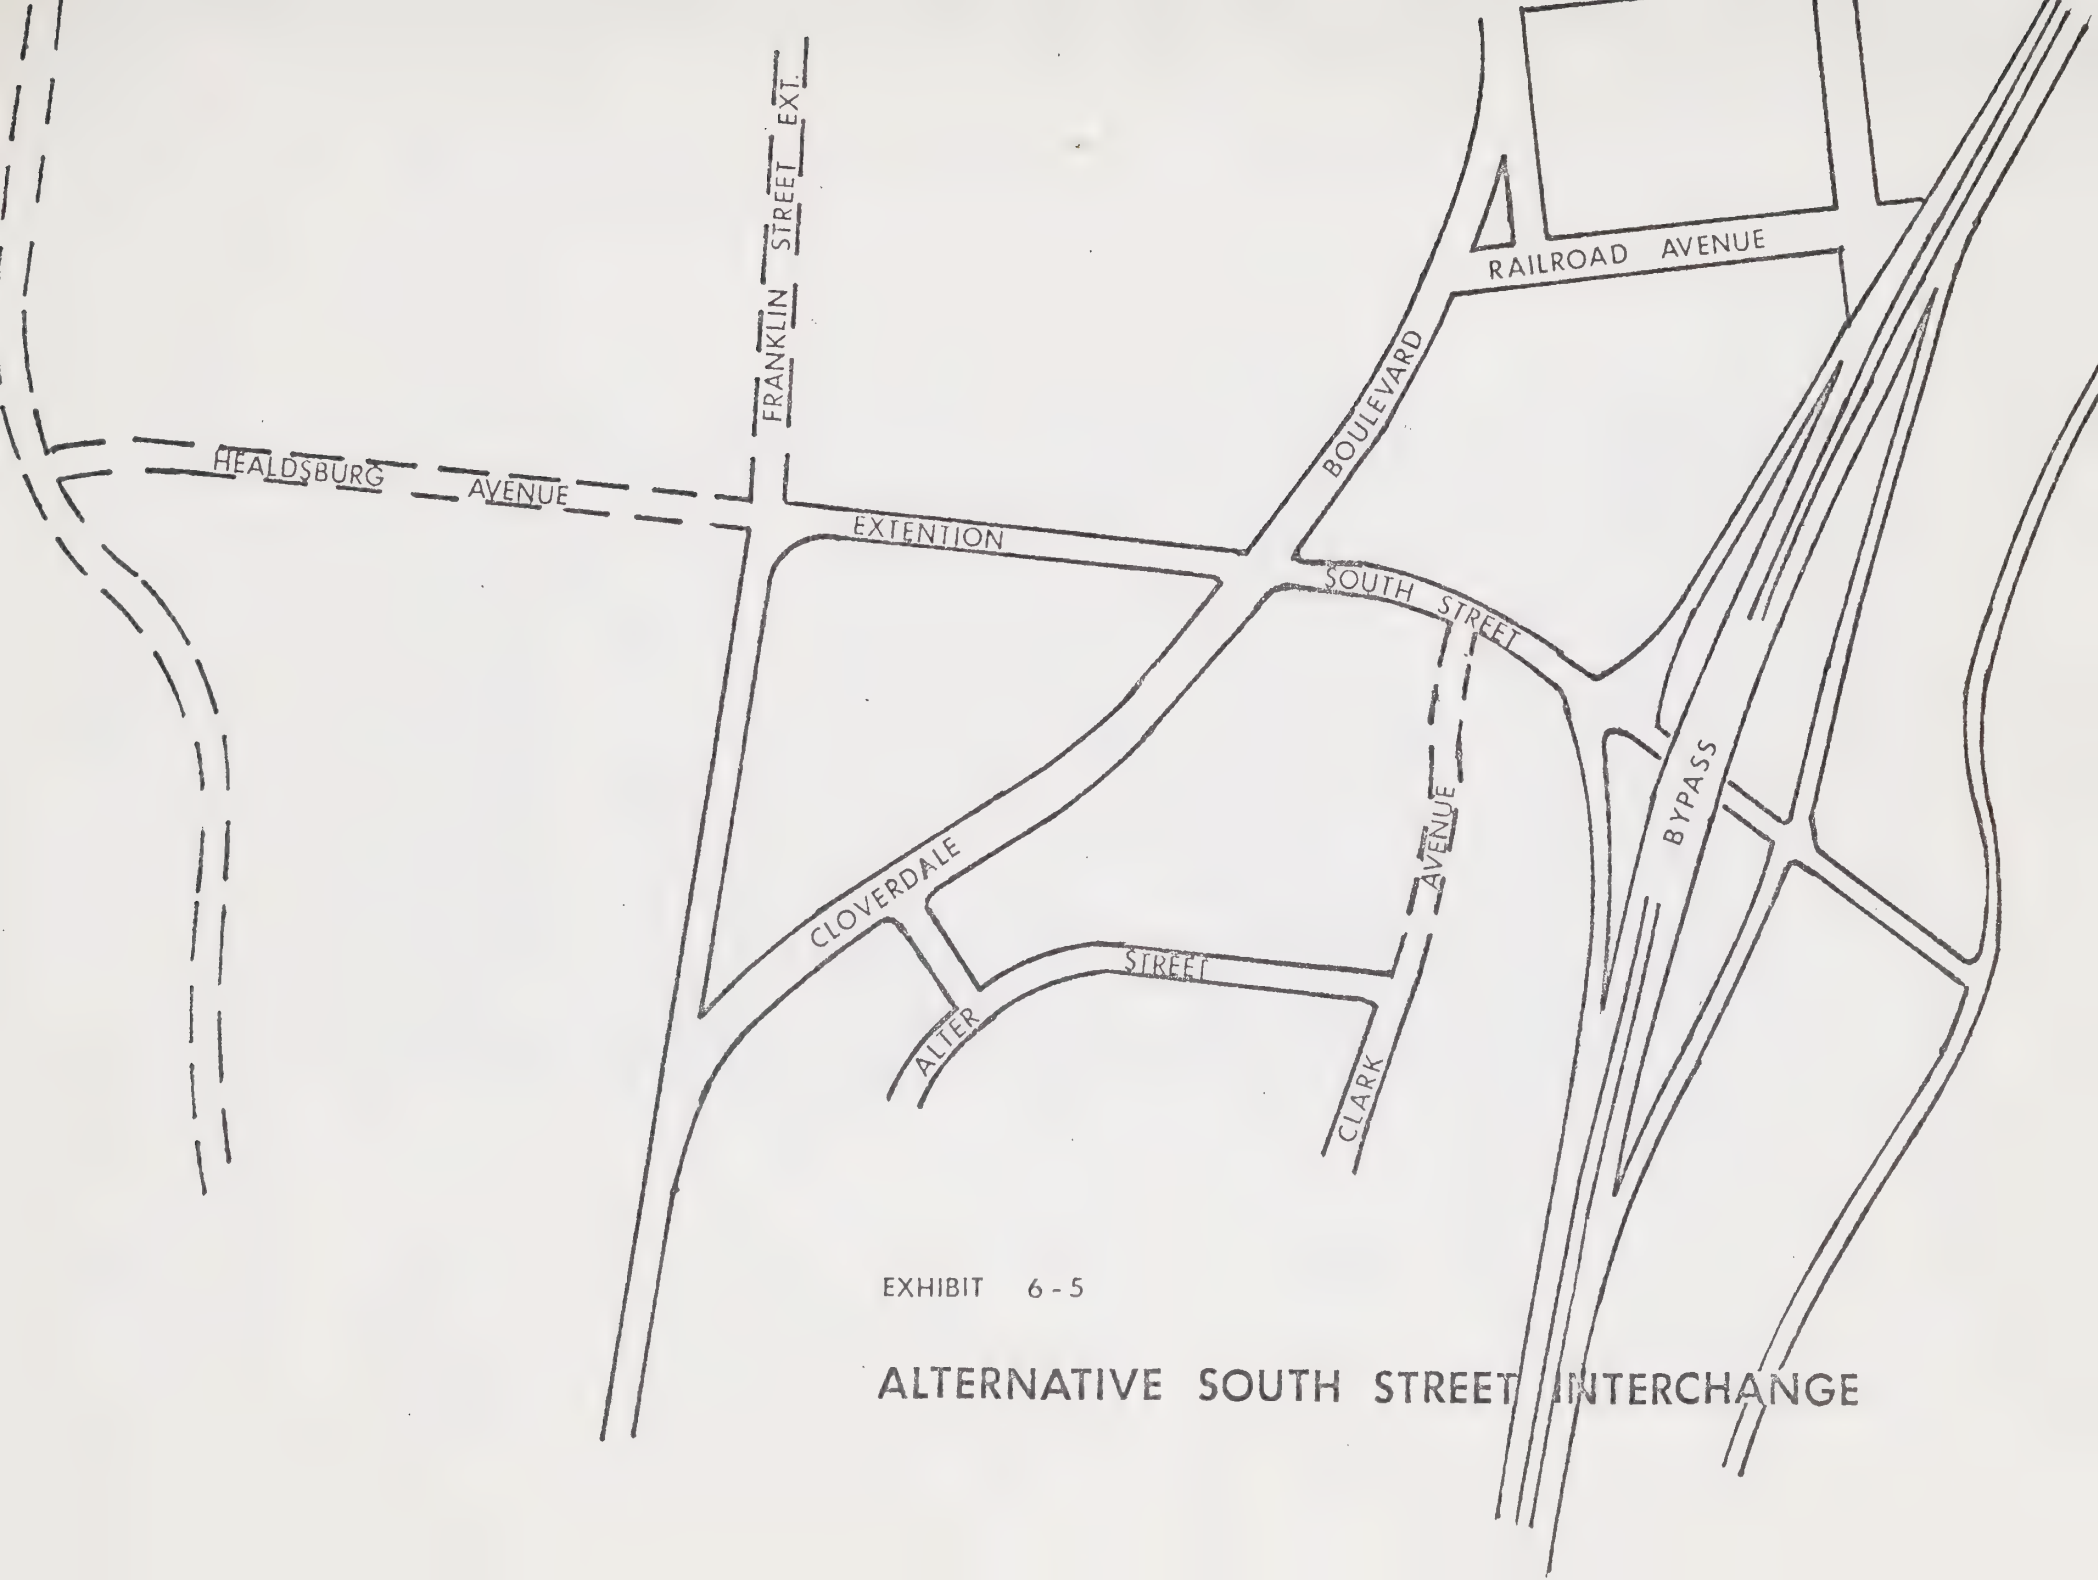 FRANKLIN STREET EXT.
RAILROAD AVENUE
HEALDSBURG AVENUE EXTENTION
CLOVERDALE BOULEVARD
SOUTH STREET
BYPASS
ALTER STREET
CLARK AVENUE
EXHIBIT 6-5
ALTERNATIVE SOUTH STREET INTERCHANGE